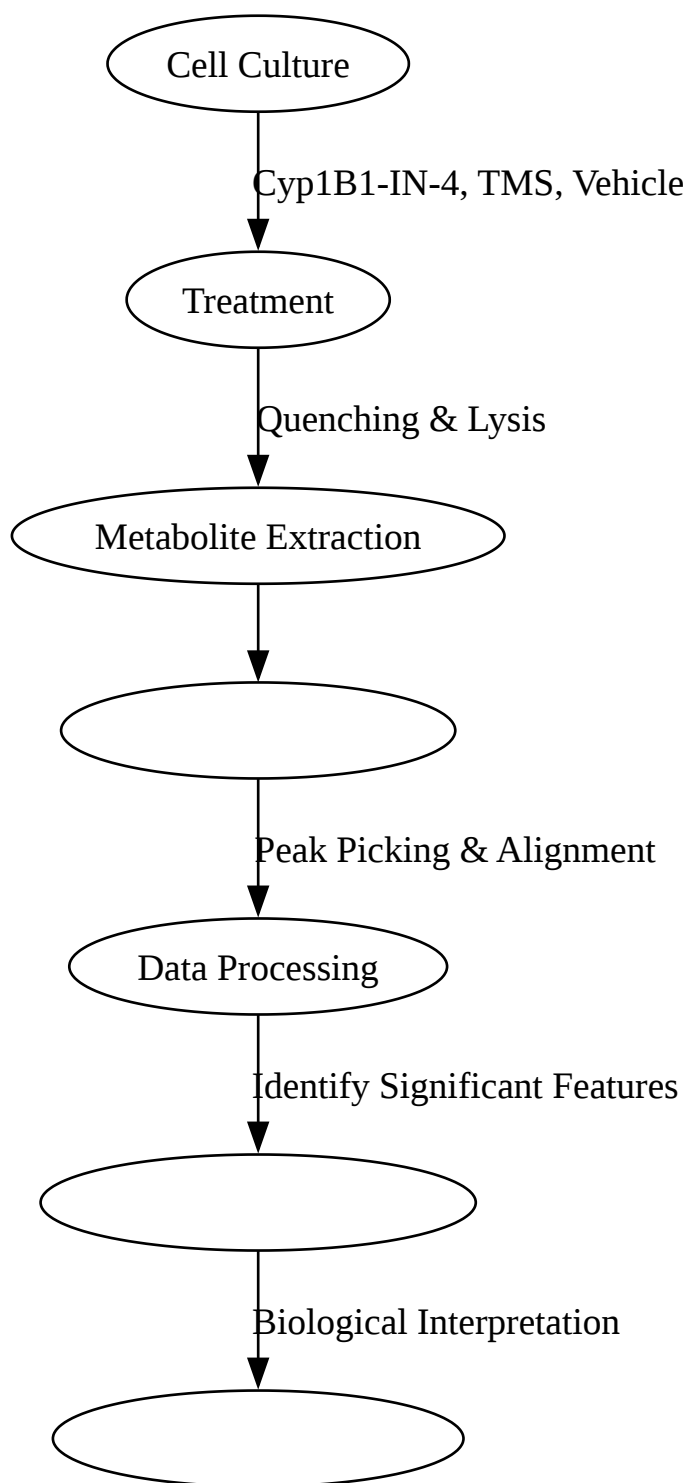 Cell Culture
Cyp1B1-IN-4, TMS, Vehicle
Treatment
Quenching & Lysis
Metabolite Extraction
Peak Picking & Alignment
Data Processing
Identify Significant Features
Biological Interpretation